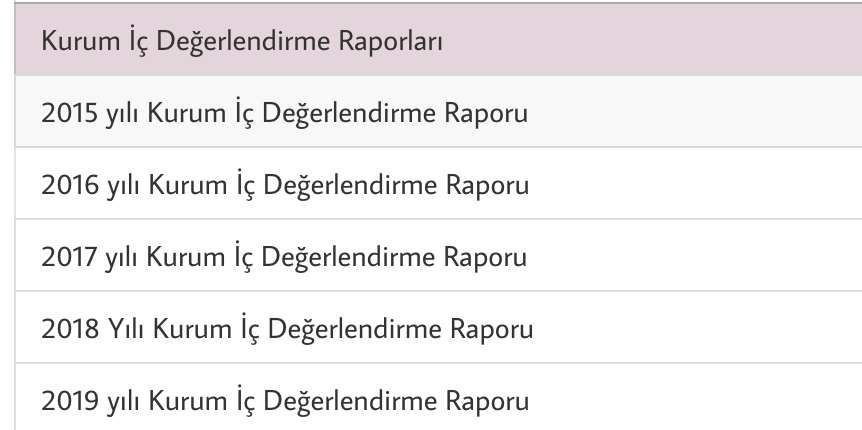 Kurum İç Değerlendirme Raporları
2015 yılı Kurum İç Değerlendirme Raporu
2016 yılı Kurum İç Değerlendirme Raporu
2017 yılı Kurum İç Değerlendirme Raporu
2018 Yılı Kurum İç Değerlendirme Raporu
2019 yılı Kurum İç Değerlendirme Raporu